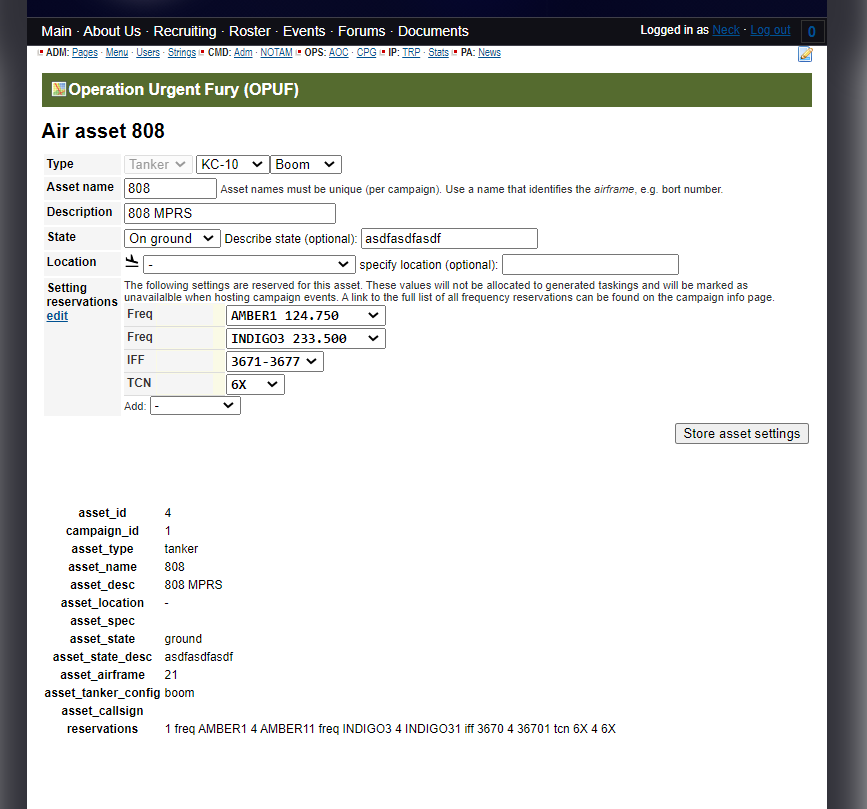 Main · About Us · Recruiting · Roster · Events · Forums · Documents
Logged in as Neck · Log out 0
ADM: Pages · Menu · Users · Strings CMD: Adm · NOTAM OPS: AOC · CPG IP: TRP · Stats PA: News
Operation Urgent Fury (OPUF)
Air asset 808
Type Tanker KC-10 Boom
Asset name 808 Asset names must be unique (per campaign). Use a name that identifies the airframe, e.g. bort number.
Description 808 MPRS
State On ground Describe state (optional): asdfasdfasdf
Location - specify location (optional):
Setting reservations edit
The following settings are reserved for this asset. These values will not be allocated to generated taskings and will be marked as
unavailable when hosting campaign events. A link to the full list of all frequency reservations can be found on the campaign info page.
Freq AMBER1 124.750
Freq INDIGO3 233.500
IFF 3671-3677
TCN 6X
Add: -
Store asset settings
asset_id 4
campaign_id 1
asset_type tanker
asset_name 808
asset_desc 808 MPRS
asset_location -
asset_spec
asset_state ground
asset_state_desc asdfasdfasdf
asset_airframe 21
asset_tanker_config boom
asset_callsign
reservations 1 freq AMBER1 4 AMBER11 freq INDIGO3 4 INDIGO31 iff 3670 4 36701 tcn 6X 4 6X